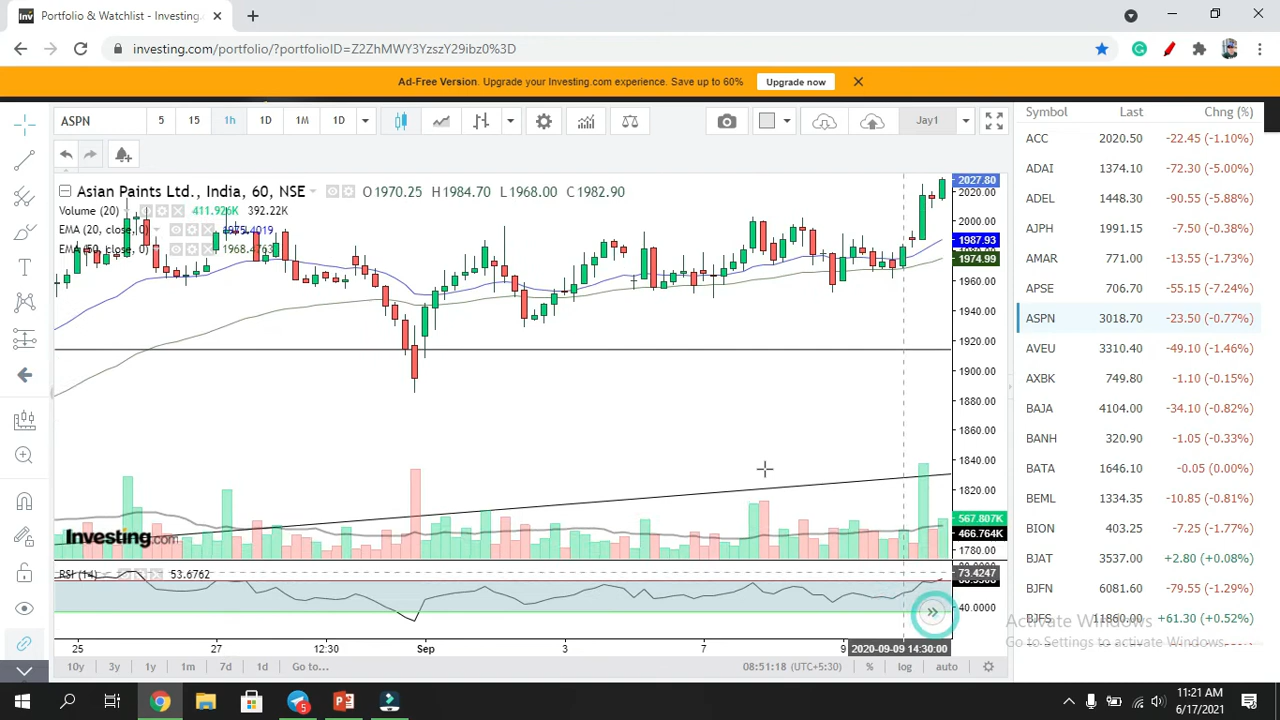 Portfolio & Watchlist - Investing.
investing.com/portfolio/?portfolioID=Z2ZhMWY3YzszY29ibz0%3D
Ad-Free Version. Upgrade your Investing.com experience. Save up to 60% Upgrade now
ASPN 5 15 1h 1D 1M 1D Jay1
Symbol Last Chng (%)
ACC 2020.50 -22.45 (-1.10%)
ADAI 1374.10 -72.30 (-5.00%)
ADEL 1448.30 -90.55 (-5.88%)
AJPH 1991.15 -7.50 (-0.38%)
AMAR 771.00 -13.55 (-1.73%)
APSE 706.70 -55.15 (-7.24%)
ASPN 3018.70 -23.50 (-0.77%)
AVEU 3310.40 -49.10 (-1.46%)
AXBK 749.80 -1.10 (-0.15%)
BAJA 4104.00 -34.10 (-0.82%)
BANH 320.90 -1.05 (-0.33%)
BATA 1646.10 -0.05 (0.00%)
BEML 1334.35 -10.85 (-0.81%)
BION 403.25 -7.25 (-1.77%)
BJAT 3537.00 +2.80 (+0.08%)
BJFN 6081.60 -79.55 (-1.29%)
BJFS 11860.00 +61.30 (+0.52%)
Asian Paints Ltd., India, 60, NSE O1970.25 H1984.70 L1968.00 C1982.90
Volume (20) 411.926K 392.22K
EMA (20, close, 0) 1975.4019
EMA (50, close, 0) 1968.4763
2027.80
2020.00
2000.00
1987.93
1974.99
1960.00
1940.00
1920.00
1900.00
1880.00
1860.00
1840.00
1820.00
567.807K
466.764K
1780.00
Investing.com
RSI (14) 53.6762
73.4247
40.0000
25 27 12:30 Sep 3 7 9 2020-09-09 14:30:00
10y 3y 1y 1m 7d 1d Go to... 08:51:18 (UTC+5:30) % log auto
Activate Windows
Go to Settings to activate Windows.
5
11:21 AM
6/17/2021